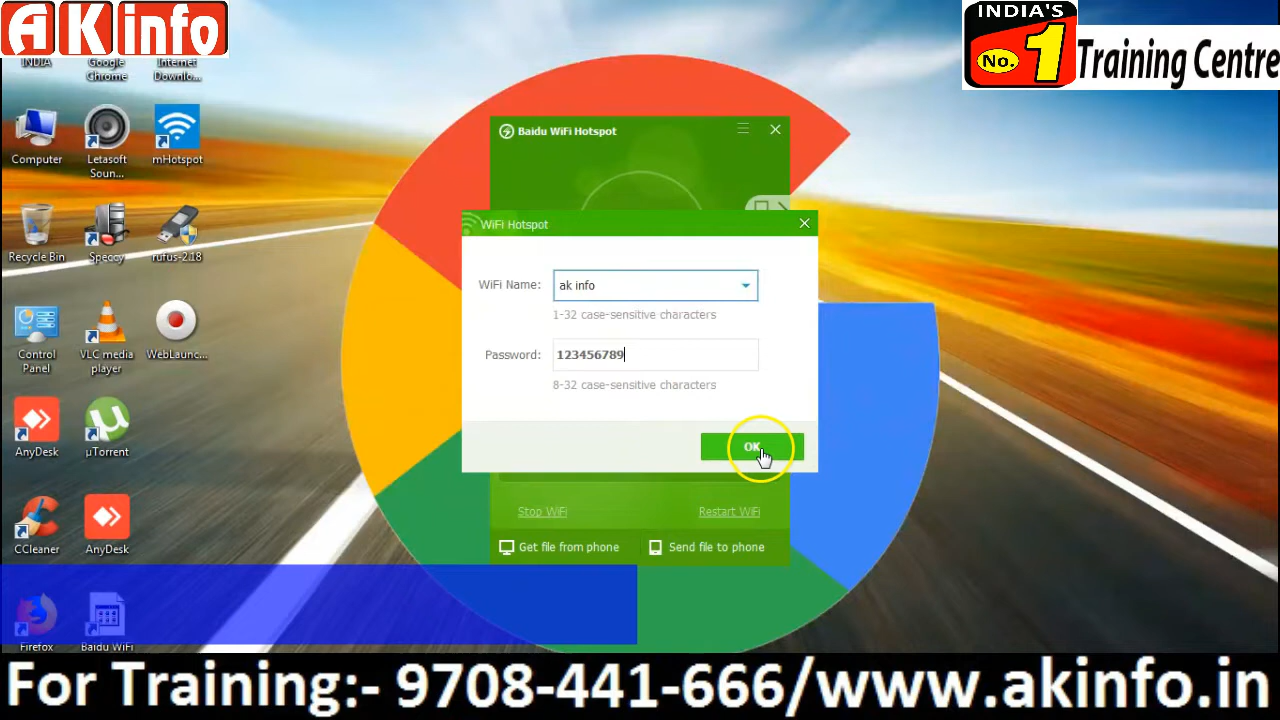 AK info
INDIA'S
No. 1
Training Centre
INDIA
Google
Chrome
Internet
Downlo...
Computer
Letasoft
Soun...
mHotspot
Recycle Bin
Speccy
rufus-2.18
Control
Panel
VLC media
player
WebLaunc...
AnyDesk
µTorrent
CCleaner
AnyDesk
Firefox
Baidu WiFi
Baidu WiFi Hotspot
WiFi Hotspot
WiFi Name: ak info
1-32 case-sensitive characters
Password: 123456789
8-32 case-sensitive characters
OK
Stop WiFi Restart WiFi
Get file from phone Send file to phone
For Training:- 9708-441-666/www.akinfo.in